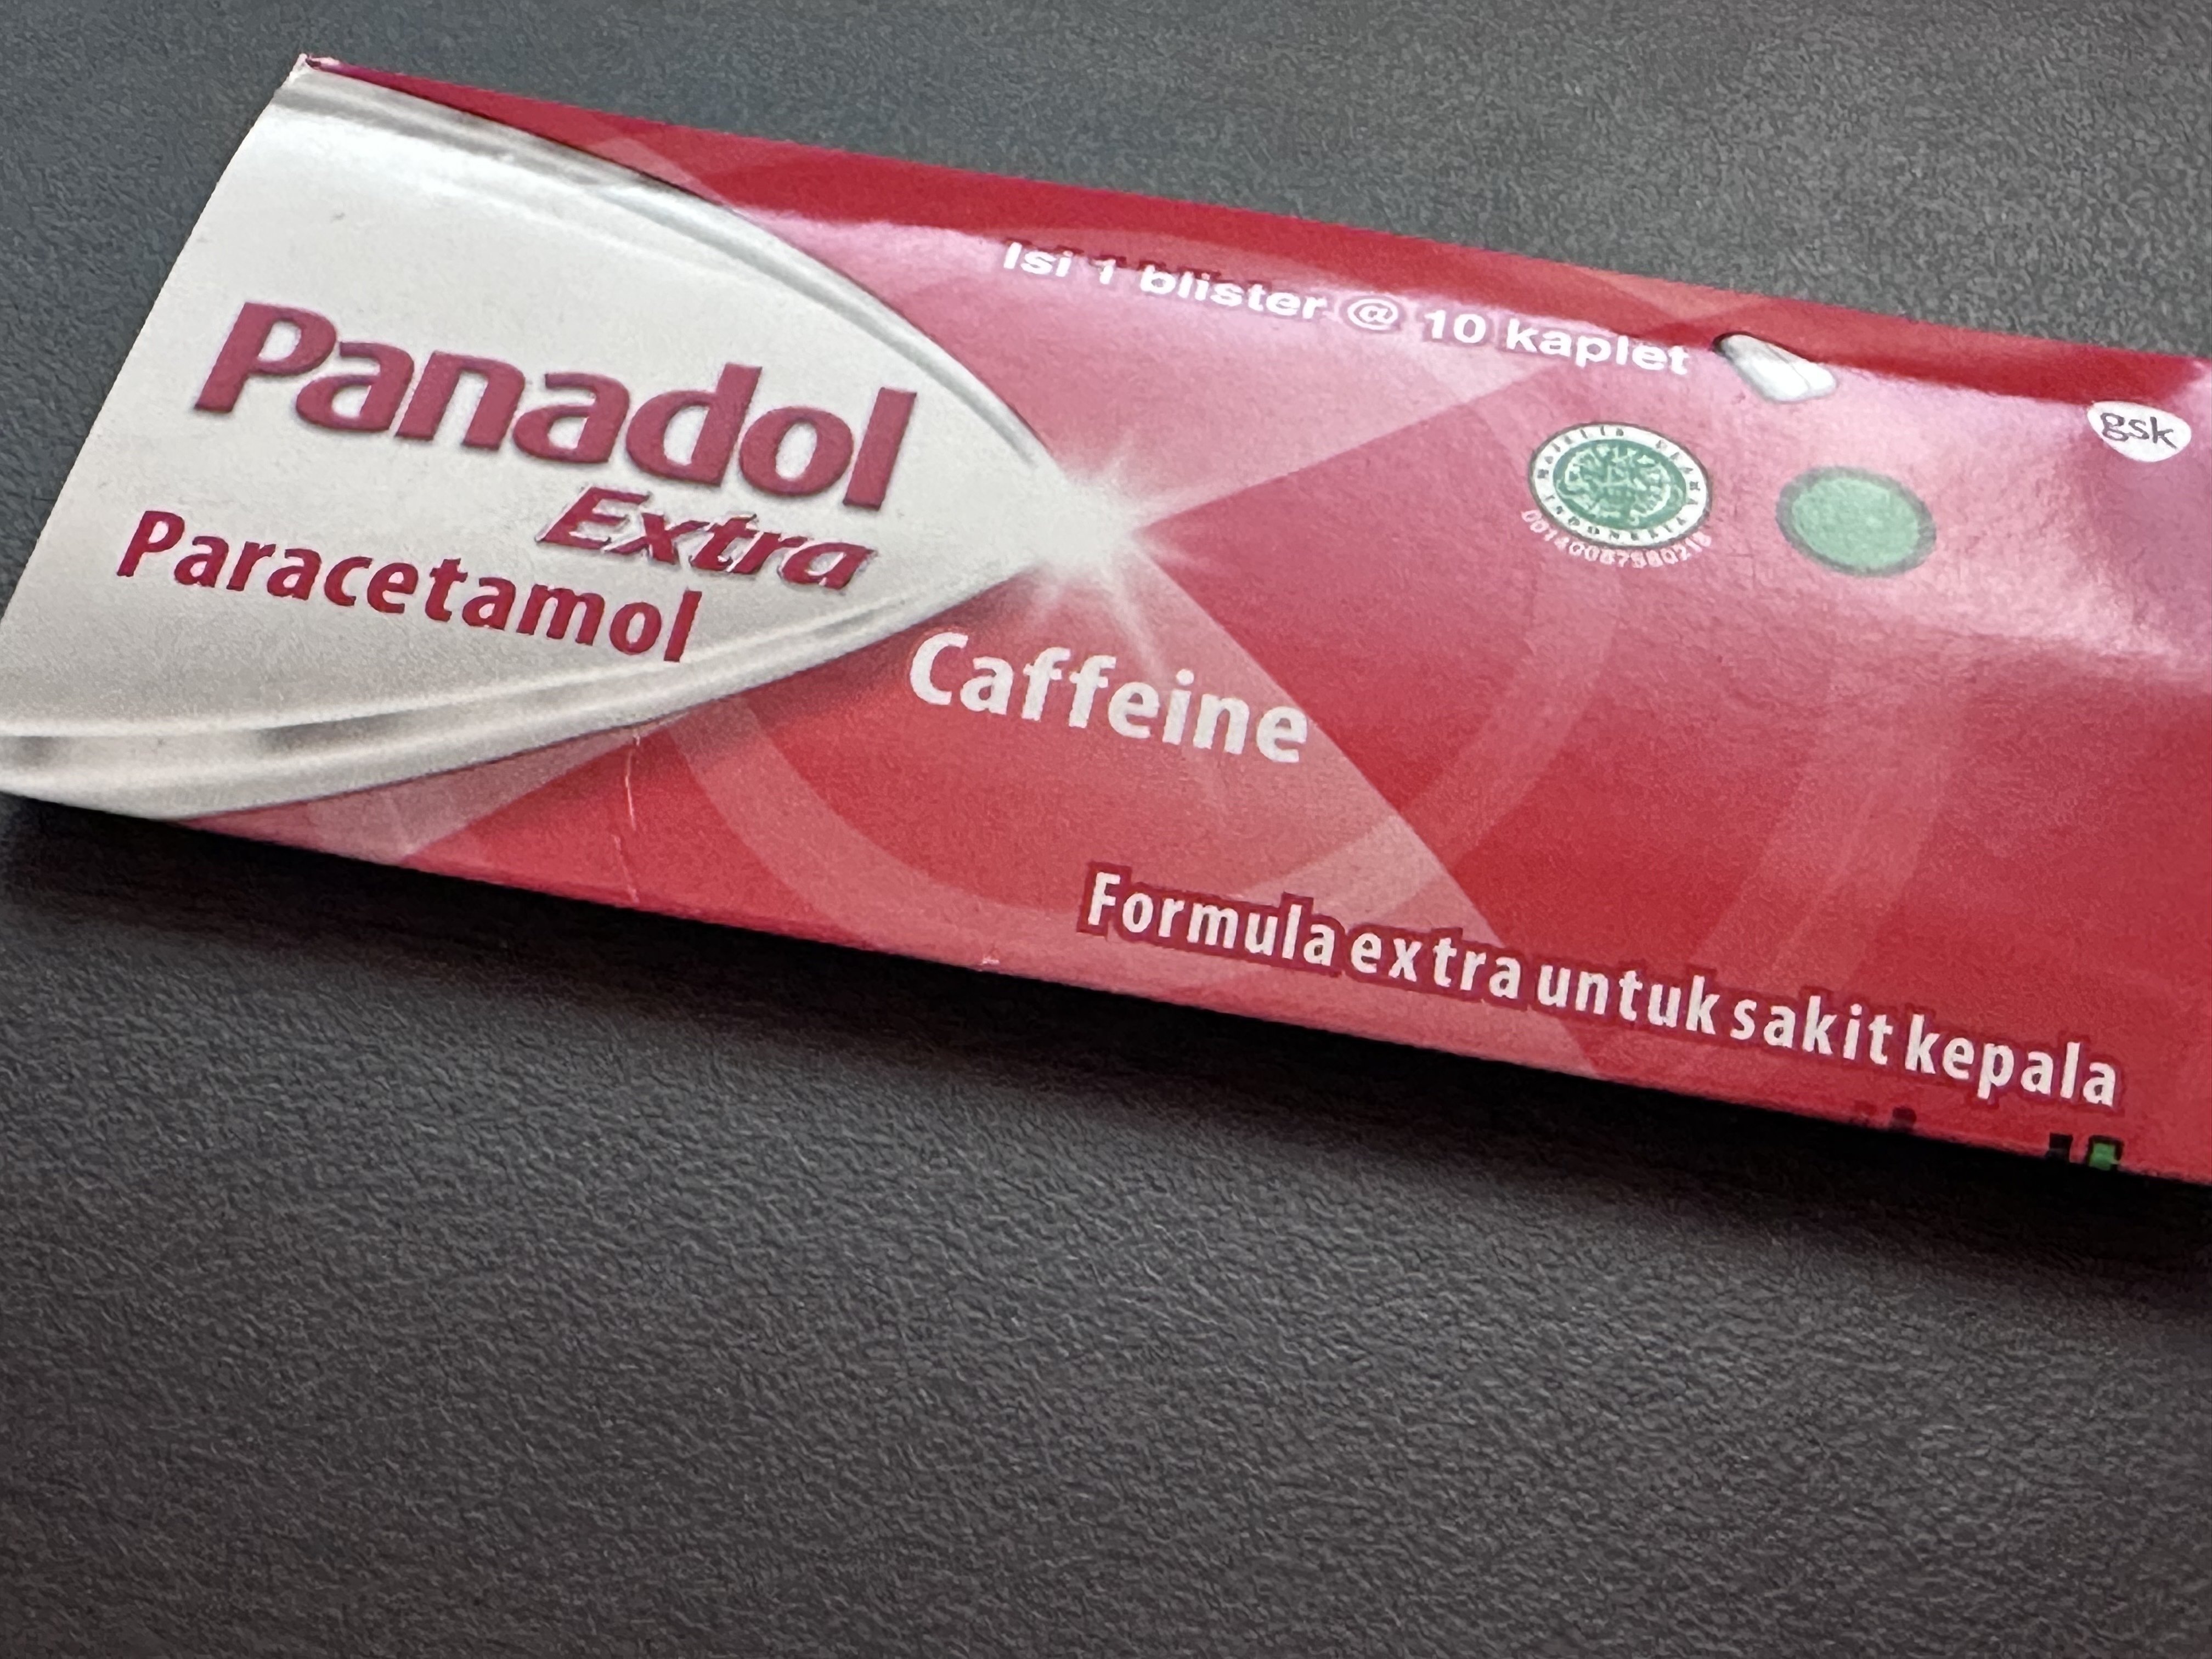 Panadol
Extra
Paracetamol
Isi 1 blister @ 10 kaplet
gsk
Caffeine
Formula extra untuk sakit kepala